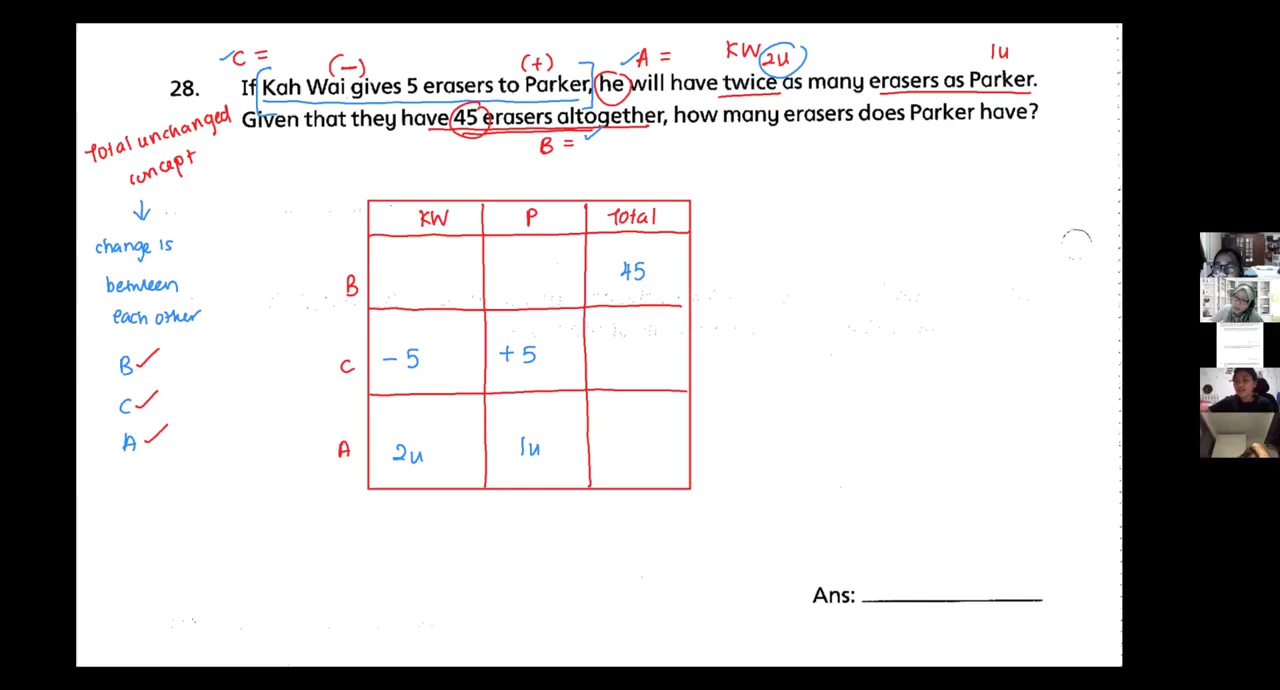 C =
(-)
(+)
A =
KW 2u
1u
28. If Kah Wai gives 5 erasers to Parker, he will have twice as many erasers as Parker.
Given that they have 45 erasers altogether, how many erasers does Parker have?
B =
Total unchanged
concept
↓
change is
between
each other
B ✓
C ✓
A ✓
KW P Total
B 45
C - 5 + 5
A 2u 1u
Ans: